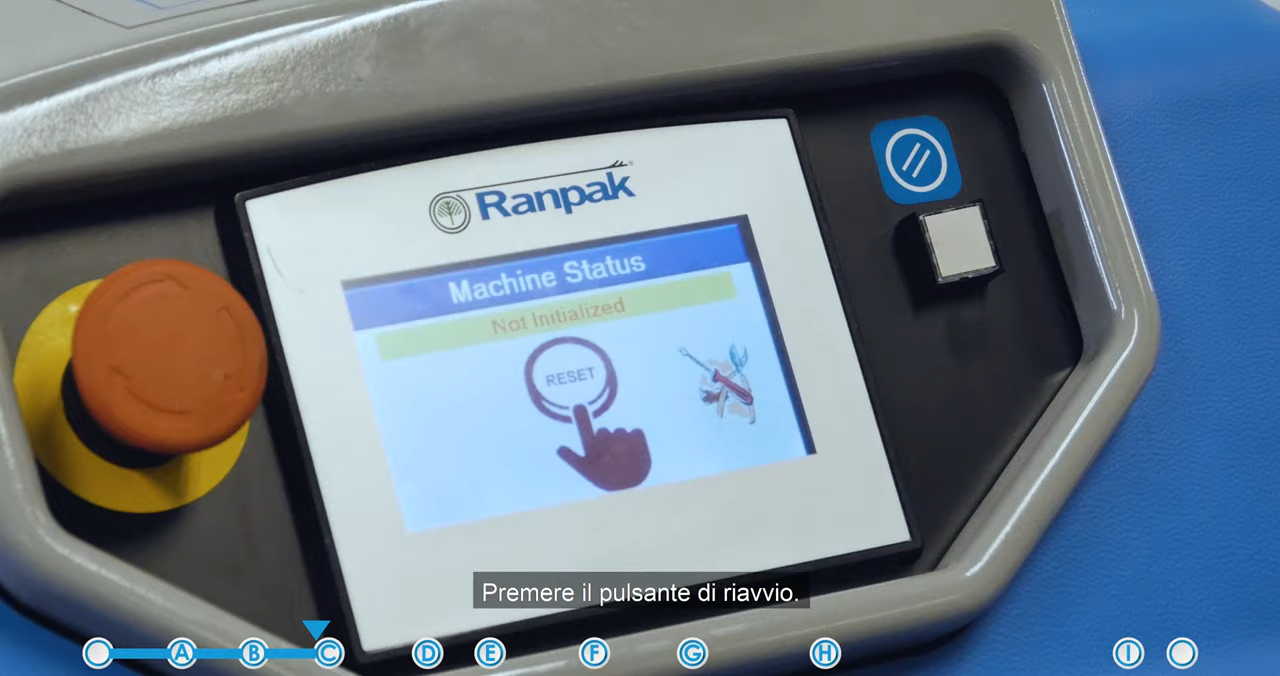 Ranpak
Machine Status
Not Initialized
RESET
Premere il pulsante di riavvio.
A B C D E F G H I